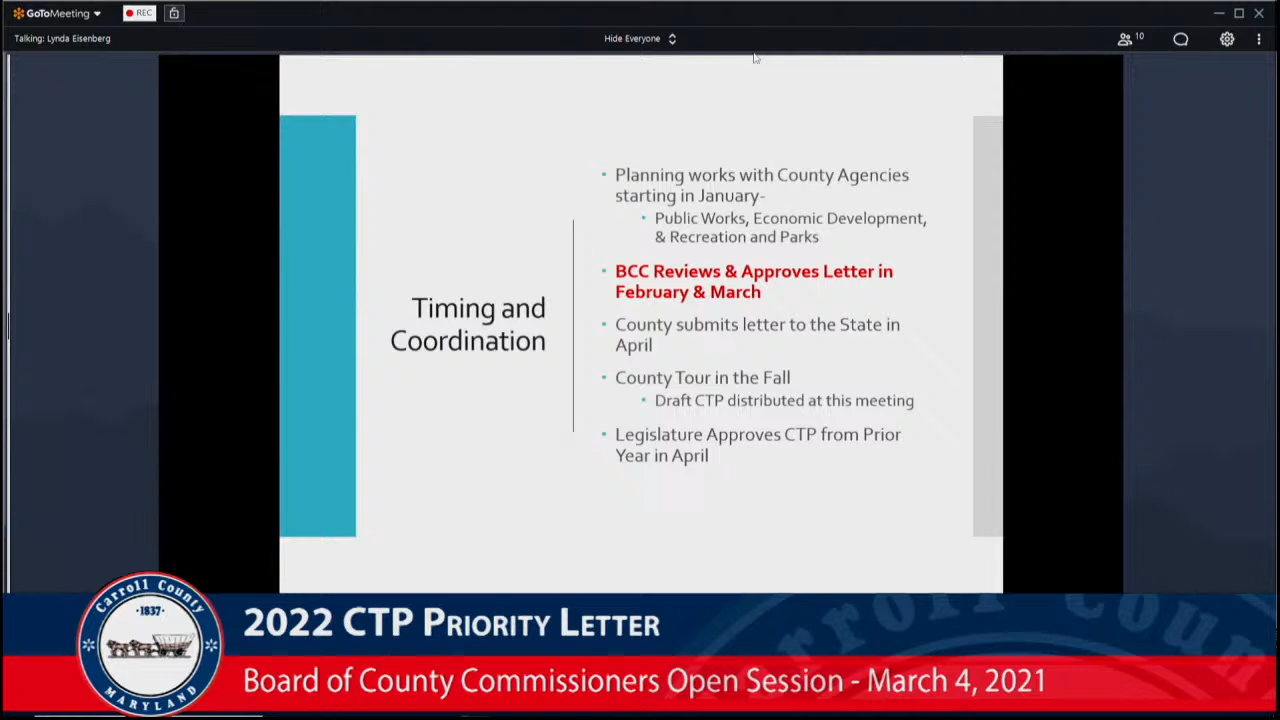 GoToMeeting
REC
Talking: Lynda Eisenberg
Hide Everyone
10
Timing and
Coordination
• Planning works with County Agencies
starting in January-
• Public Works, Economic Development,
& Recreation and Parks
• BCC Reviews & Approves Letter in
February & March
• County submits letter to the State in
April
• County Tour in the Fall
• Draft CTP distributed at this meeting
• Legislature Approves CTP from Prior
Year in April
Carroll County
·1837·
MARYLAND
2022 CTP PRIORITY LETTER
Board of County Commissioners Open Session - March 4, 2021
Carroll County